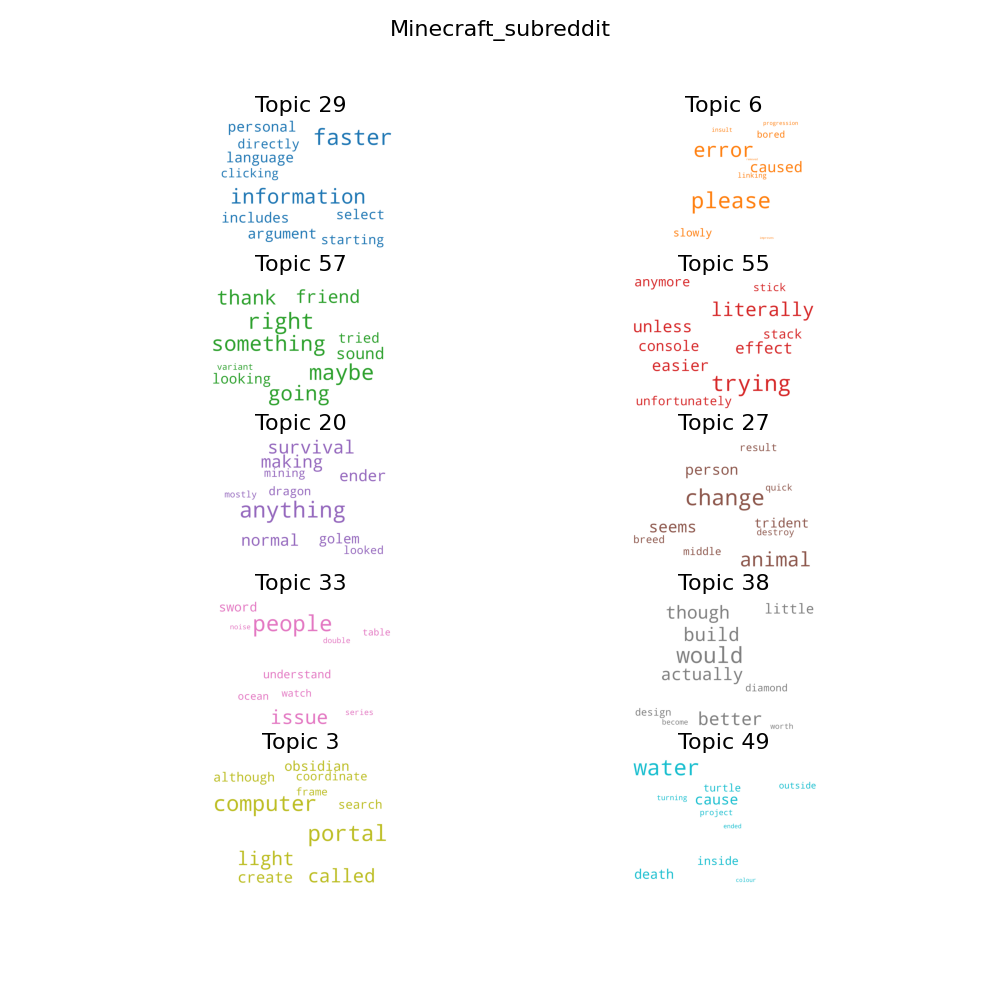 Minecraft_subreddit
Topic 29
personal
faster
directly
language
clicking
information
includes
select
argument
starting
Topic 6
progression
insult
bored
error
caused
linking
please
slowly
Topic 57
thank
friend
right
something
tried
sound
variant
looking
maybe
going
Topic 55
anymore
stick
literally
unless
stack
console
effect
easier
trying
unfortunately
Topic 20
survival
making
mining
ender
mostly
dragon
anything
normal
golem
looked
Topic 27
result
person
quick
change
seems
trident
destroy
breed
middle
animal
Topic 33
sword
people
noise
table
double
understand
ocean
watch
issue
series
Topic 38
though
little
build
would
actually
diamond
design
become
better
worth
Topic 3
obsidian
although
coordinate
frame
computer
search
portal
light
create
called
Topic 49
water
turtle
outside
turning
cause
project
ended
inside
death
colour